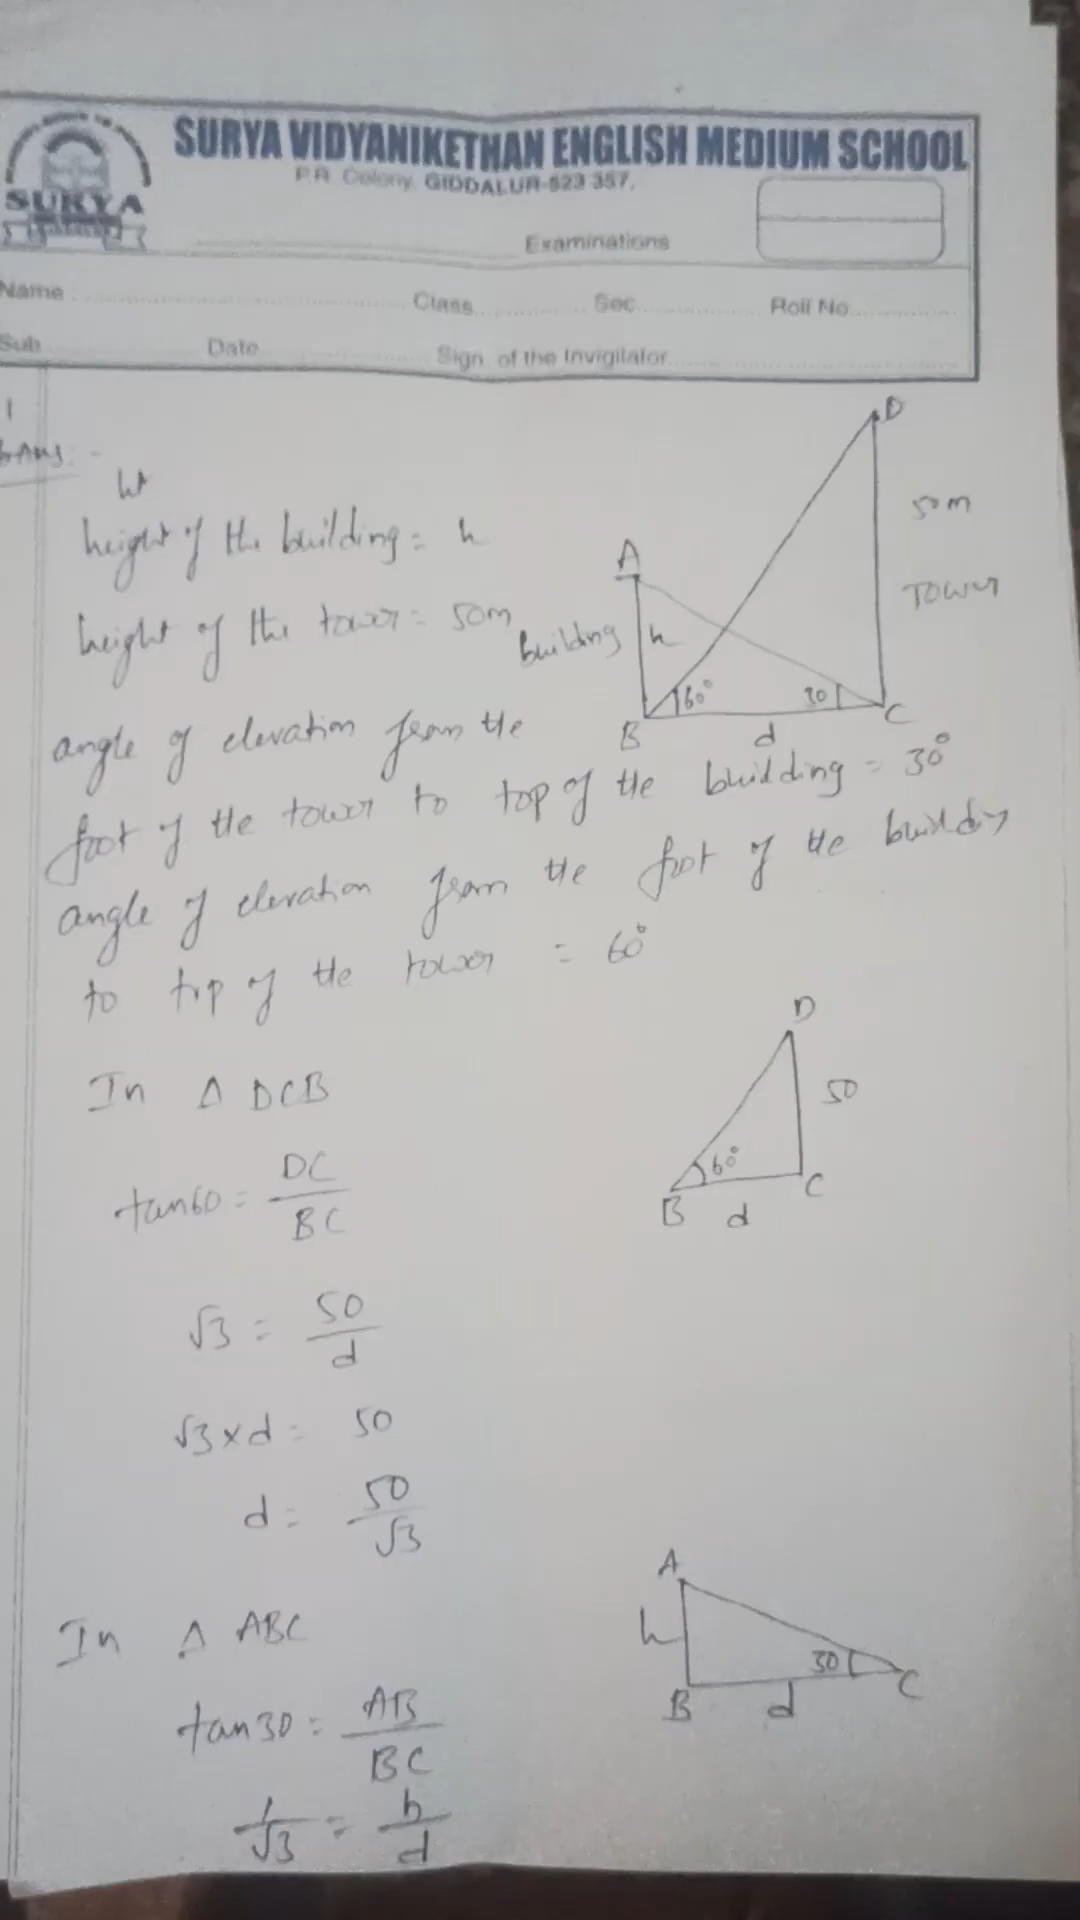 SURYA VIDYANIKETHAN ENGLISH MEDIUM SCHOOL
P.R. Colony, GIDDALUR-523 357.
SURYA
Examinations
Name Class Sec Roll No
Sub Date Sign. of the Invigilator
1
Ans: -
let
height of the building = h
height of the tower = 50m
A
D
50m
Tower
building
h
60°
30
B
d
C
angle of elevation from the
foot of the tower to top of the building = 30°
angle of elevation from the foot of the building
to top of the tower = 60°
In Δ DCB
D
50
60°
B
d
C
tan60 = DC/BC
√3 = 50/d
√3 x d = 50
d = 50/√3
In Δ ABC
A
h
30
B
d
C
tan30 = AB/BC
1/√3 = h/d